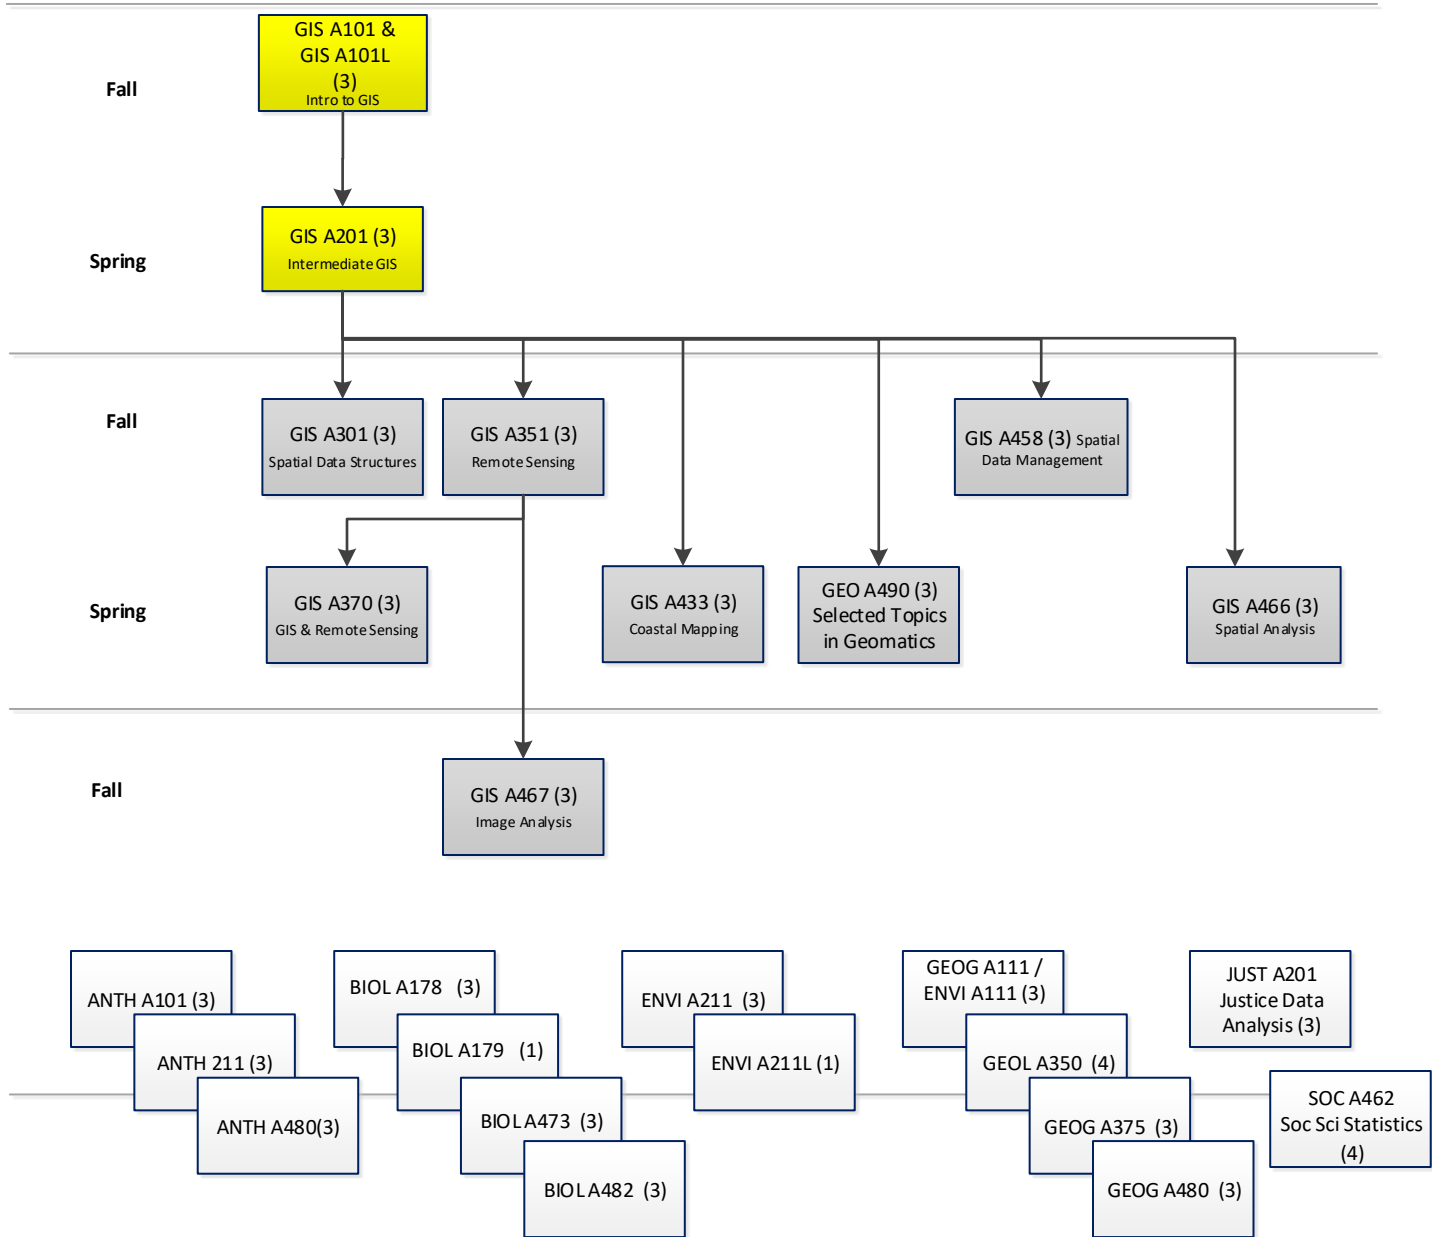 GIS A101 &
GIS A101L
(3)
Intro to GIS
Fall
GIS A201 (3)
Intermediate GIS
Spring
Fall
GIS A301 (3)
Spatial Data Structures
GIS A351 (3)
Remote Sensing
GIS A458 (3) Spatial
Data Management
Spring
GIS A370 (3)
GIS & Remote Sensing
GIS A433 (3)
Coastal Mapping
GEO A490 (3)
Selected Topics
in Geomatics
GIS A466 (3)
Spatial Analysis
Fall
GIS A467 (3)
Image Analysis
ANTH A101 (3)
ANTH 211 (3)
ANTH A480(3)
BIOL A178 (3)
BIOL A179 (1)
BIOL A473 (3)
BIOL A482 (3)
ENVI A211 (3)
ENVI A211L (1)
GEOG A111 /
ENVI A111 (3)
GEOL A350 (4)
GEOG A375 (3)
GEOG A480 (3)
JUST A201
Justice Data
Analysis (3)
SOC A462
Soc Sci Statistics
(4)